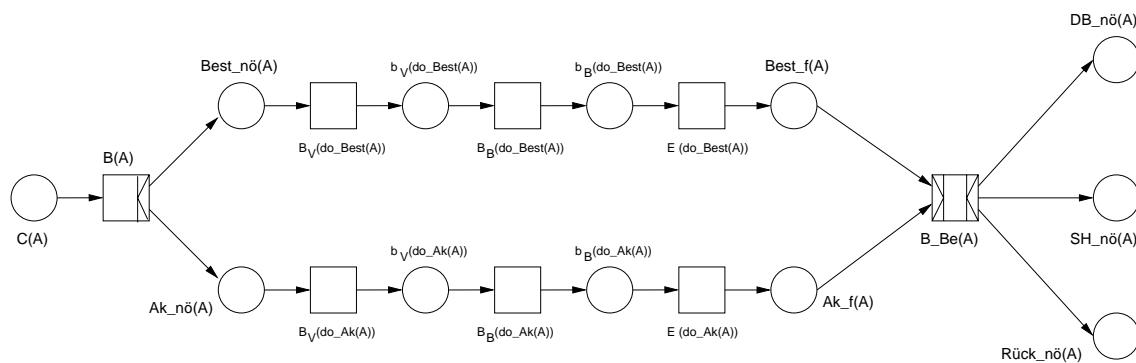 DB_nö(A)
Best_nö(A)
b_V(do_Best(A))
b_B(do_Best(A))
Best_f(A)
B_V(do_Best(A))
B_B(do_Best(A))
E (do_Best(A))
B(A)
C(A)
B_Be(A)
SH_nö(A)
b_V(do_Ak(A))
b_B(do_Ak(A))
Ak_nö(A)
Ak_f(A)
B_V(do_Ak(A))
B_B(do_Ak(A))
E (do_Ak(A))
Rück_nö(A)